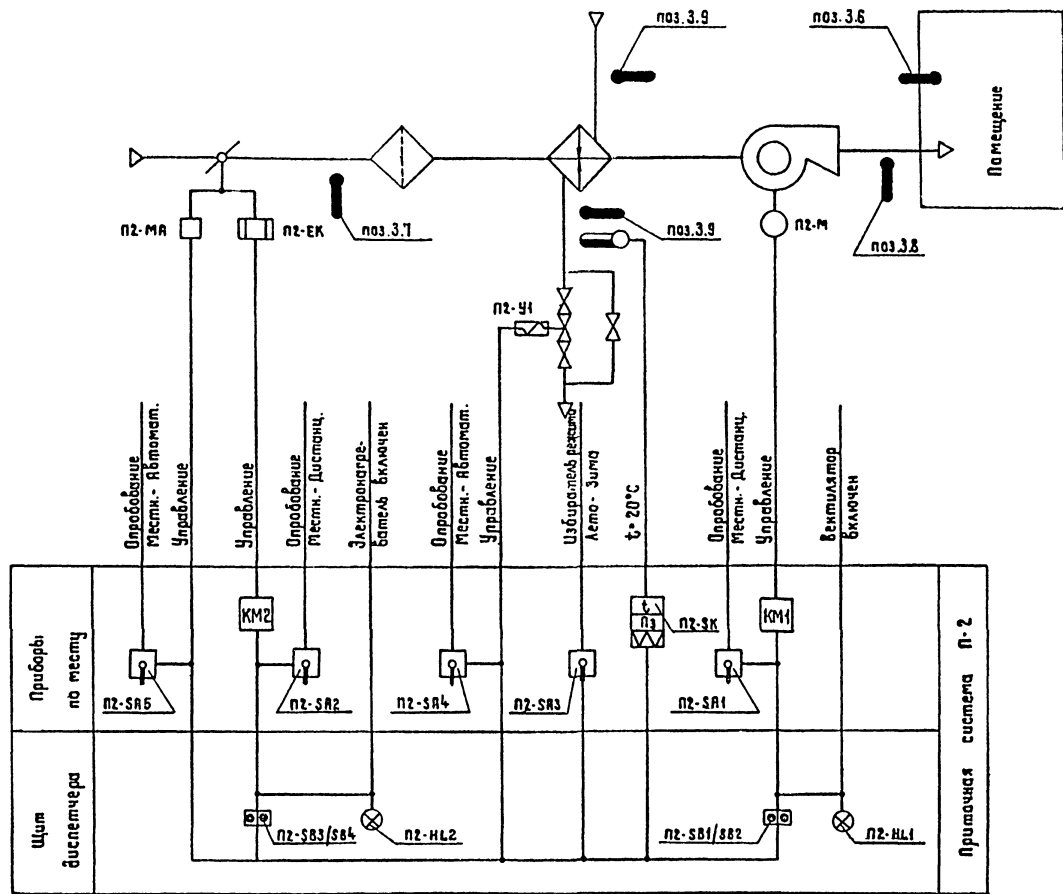 поз.3.9
поз.3.6
Помещение
П2-МА
П2-ЕК
поз.3.7
поз.3.9
П2-М
поз.3.8
П2-У1
Опробование
Местн.- Автомат.
Управление
Управление
Опробование
Местн.- Дистанц.
Электронагре-
ватель включен
Опробование
Местн.- Автомат.
Управление
Избиратель режима
Лето - Зима
t=20°C
Опробование
Местн.- Дистанц.
Управление
Вентилятор
включен
Приборы
по месту
КМ2
t
Пз
П2-SK
КМ1
П2-SA5
П2-SA2
П2-SA4
П2-SA3
П2-SA1
Щит
диспетчера
П2-SB3/SB4
П2-HL2
П2-SB1/SB2
П2-HL1
Приточная система П-2